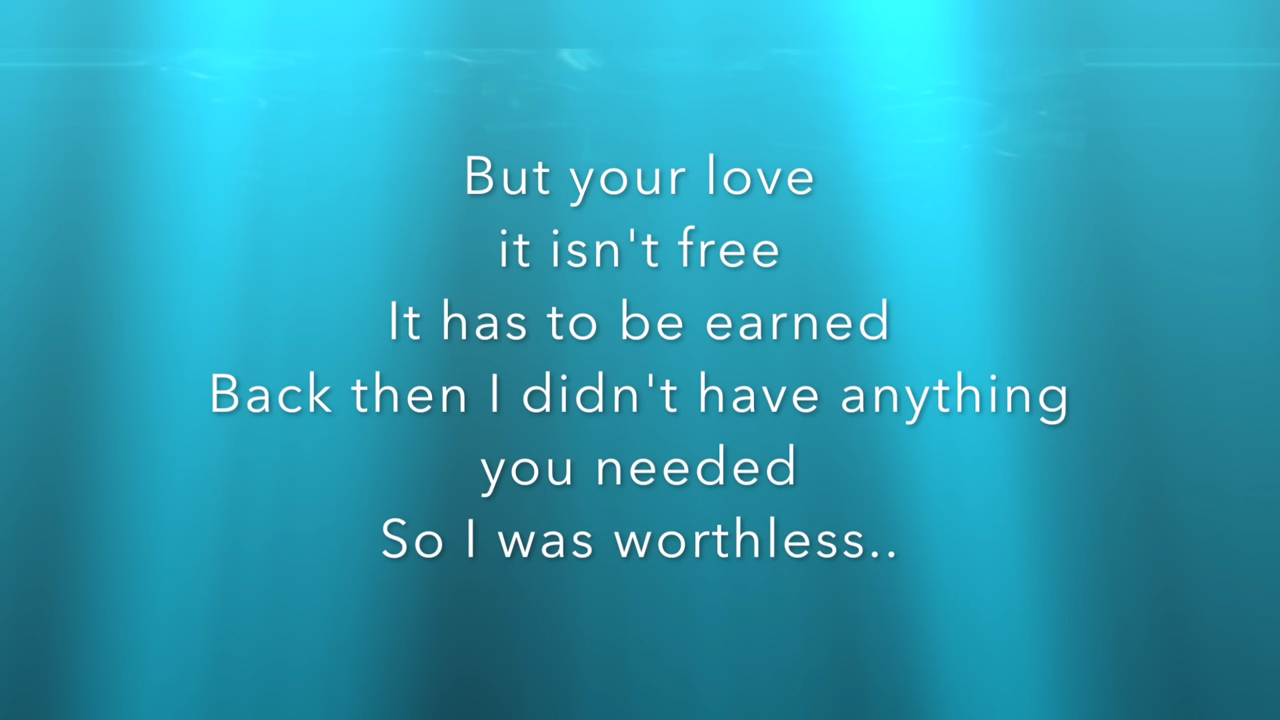 But your love
it isn't free
It has to be earned
Back then I didn't have anything
you needed
So I was worthless..